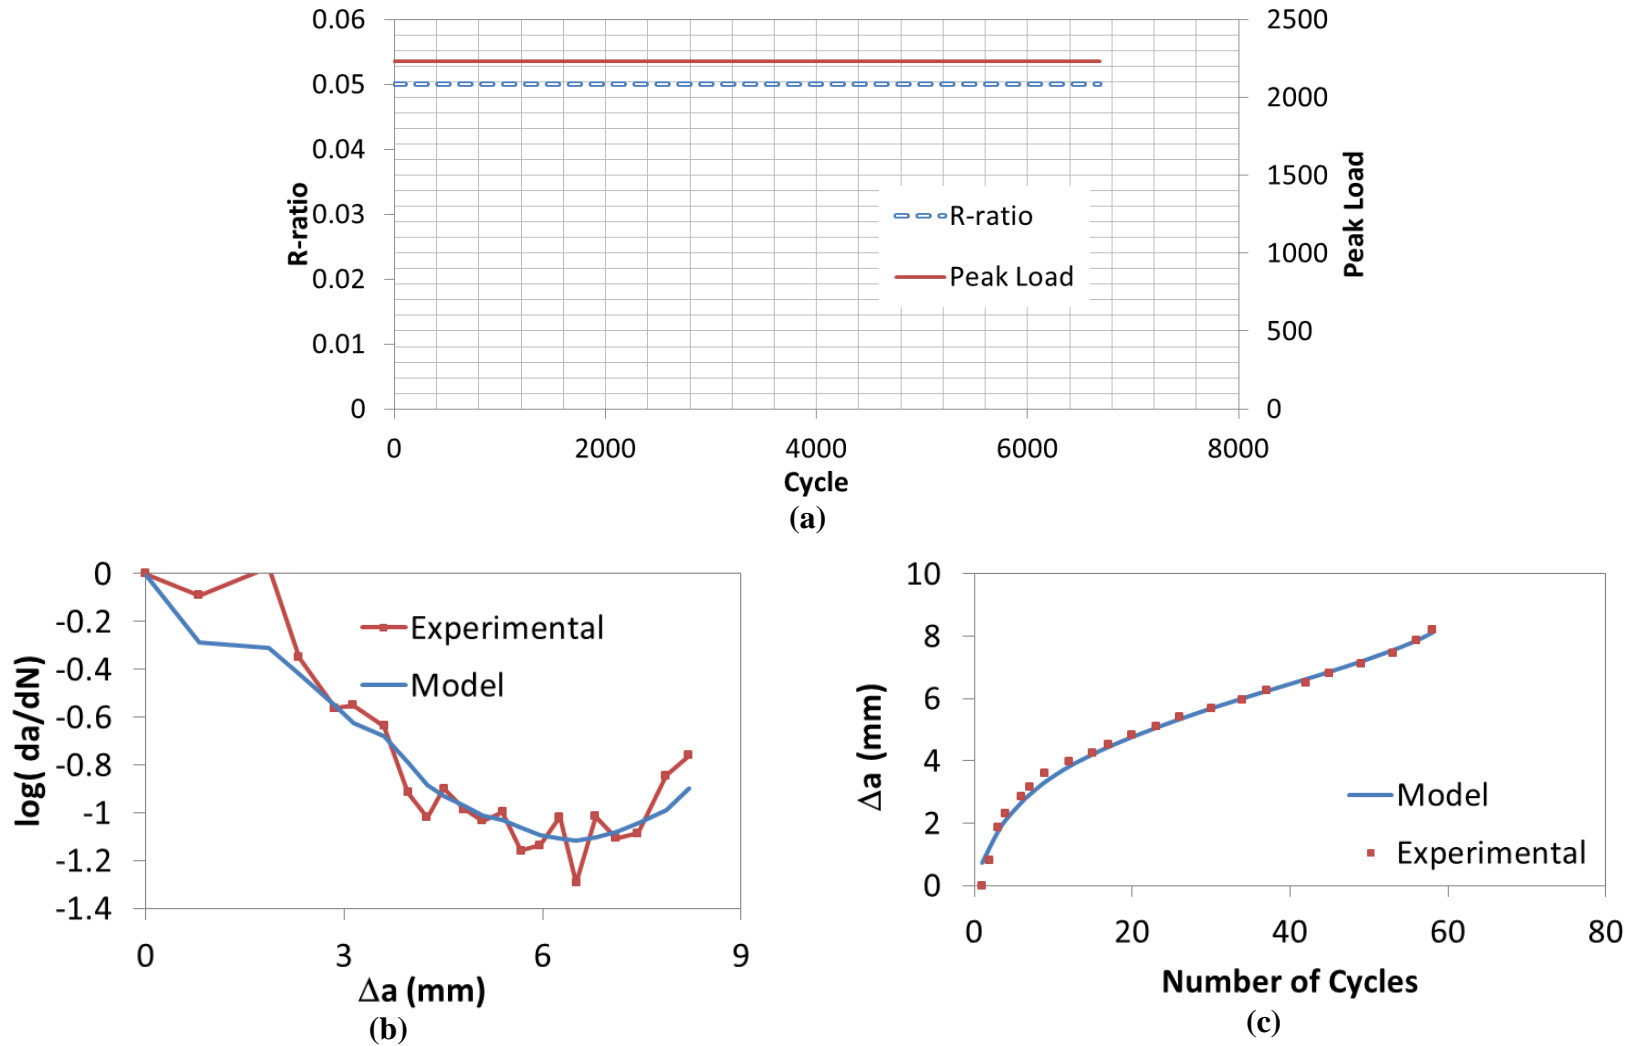 0.06
0.05
0.04
0.03
0.02
0.01
0
R-ratio
2500
2000
1500
1000
500
0
Peak Load
R-ratio
Peak Load
0 2000 4000 6000 8000
Cycle
(a)
0
-0.2
-0.4
-0.6
-0.8
-1
-1.2
-1.4
log( da/dN)
Experimental
Model
0 3 6 9
Δa (mm)
(b)
10
8
6
4
2
0
Δa (mm)
Model
Experimental
0 20 40 60 80
Number of Cycles
(c)